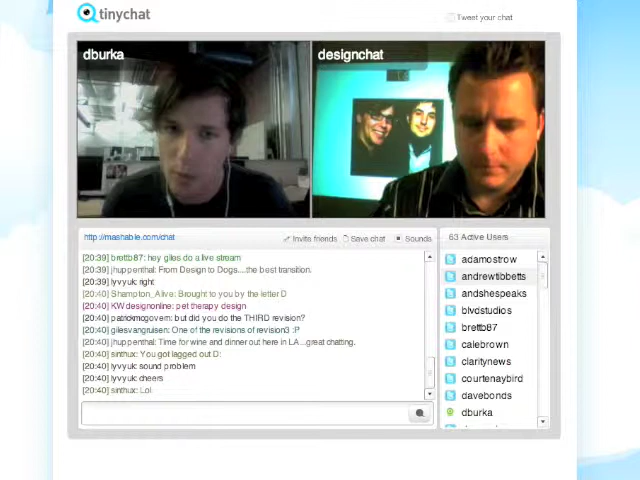 tinychat
Tweet your chat
dburka
designchat
http://mashable.com/chat
Invite friends
Save chat
Sounds
63 Active Users
[20:39] brettb87: hey giles do a live stream
[20:39] jhuppenthal: From Design to Dogs....the best transition.
[20:39] lvvyuk: right
[20:40] Shampton_Alive: Brought to you by the letter D
[20:40] KWdesignonline: pet therapy design
[20:40] patrickmcgovern: but did you do the THIRD revision?
[20:40] gilesvangruisen: One of the revisions of revision3 :P
[20:40] jhuppenthal: Time for wine and dinner out here in LA...great chatting.
[20:40] sinthux: You got lagged out D:
[20:40] lvvyuk: sound problem
[20:40] lvvyuk: cheers
[20:40] sinthux: Lol
adamostrow
andrewtibbetts
andshespeaks
blvdstudios
brettb87
calebrown
claritynews
courtenaybird
davebonds
dburka